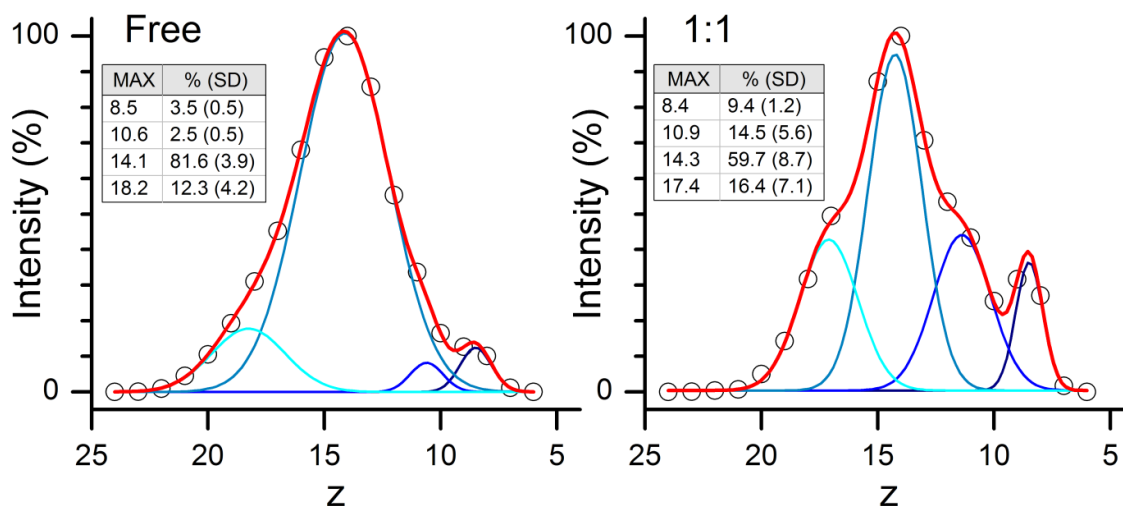 Free
MAX % (SD)
8.5 3.5 (0.5)
10.6 2.5 (0.5)
14.1 81.6 (3.9)
18.2 12.3 (4.2)
Intensity (%)
100
0
25 20 15 10 5
z
1:1
MAX % (SD)
8.4 9.4 (1.2)
10.9 14.5 (5.6)
14.3 59.7 (8.7)
17.4 16.4 (7.1)
Intensity (%)
100
0
25 20 15 10 5
z